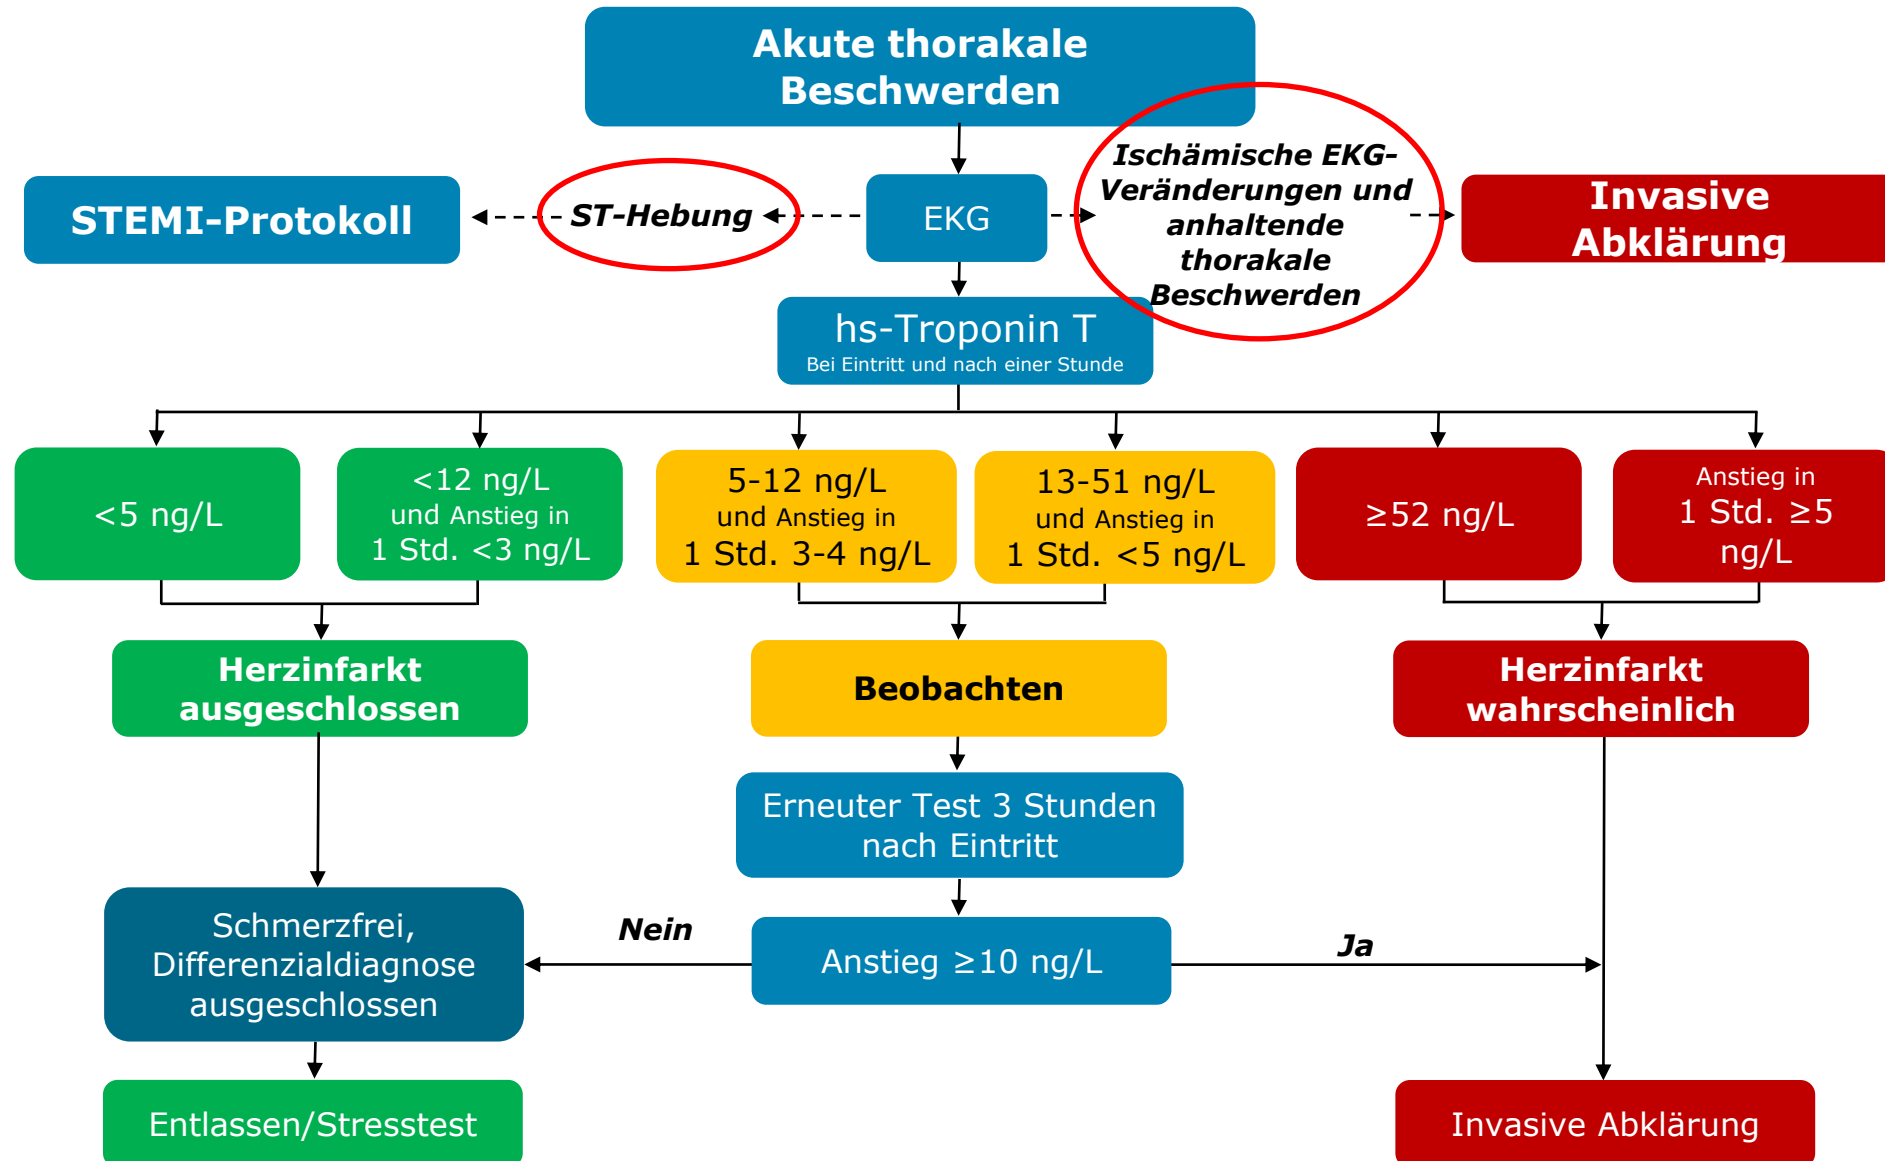 Akute thorakale
Beschwerden
Ischämische EKG-
Veränderungen und
anhaltende
thorakale
Beschwerden
STEMI-Protokoll
ST-Hebung
EKG
Invasive
Abklärung
hs-Troponin T
Bei Eintritt und nach einer Stunde
<5 ng/L
<12 ng/L
und Anstieg in
1 Std. <3 ng/L
5-12 ng/L
und Anstieg in
1 Std. 3-4 ng/L
13-51 ng/L
und Anstieg in
1 Std. <5 ng/L
≥52 ng/L
Anstieg in
1 Std. ≥5
ng/L
Herzinfarkt
ausgeschlossen
Beobachten
Herzinfarkt
wahrscheinlich
Erneuter Test 3 Stunden
nach Eintritt
Schmerzfrei,
Differenzialdiagnose
ausgeschlossen
Nein
Anstieg ≥10 ng/L
Ja
Entlassen/Stresstest
Invasive Abklärung